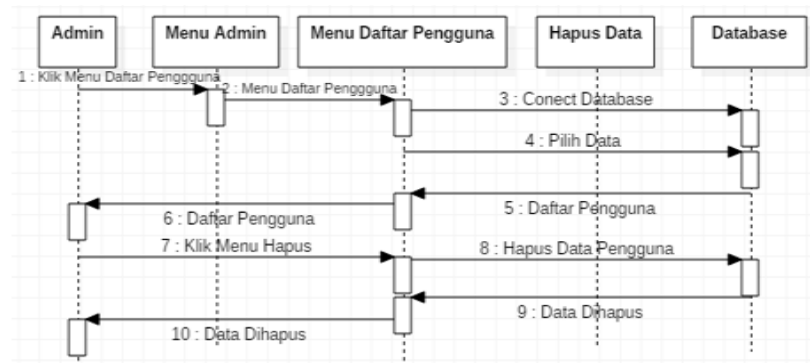 Admin
Menu Admin
Menu Daftar Pengguna
Hapus Data
Database
1 : Klik Menu Daftar Penggguna
2 : Menu Daftar Penggguna
3 : Conect Database
4 : Pilih Data
5 : Daftar Pengguna
6 : Daftar Pengguna
7 : Klik Menu Hapus
8 : Hapus Data Pengguna
9 : Data Dihapus
10 : Data Dihapus